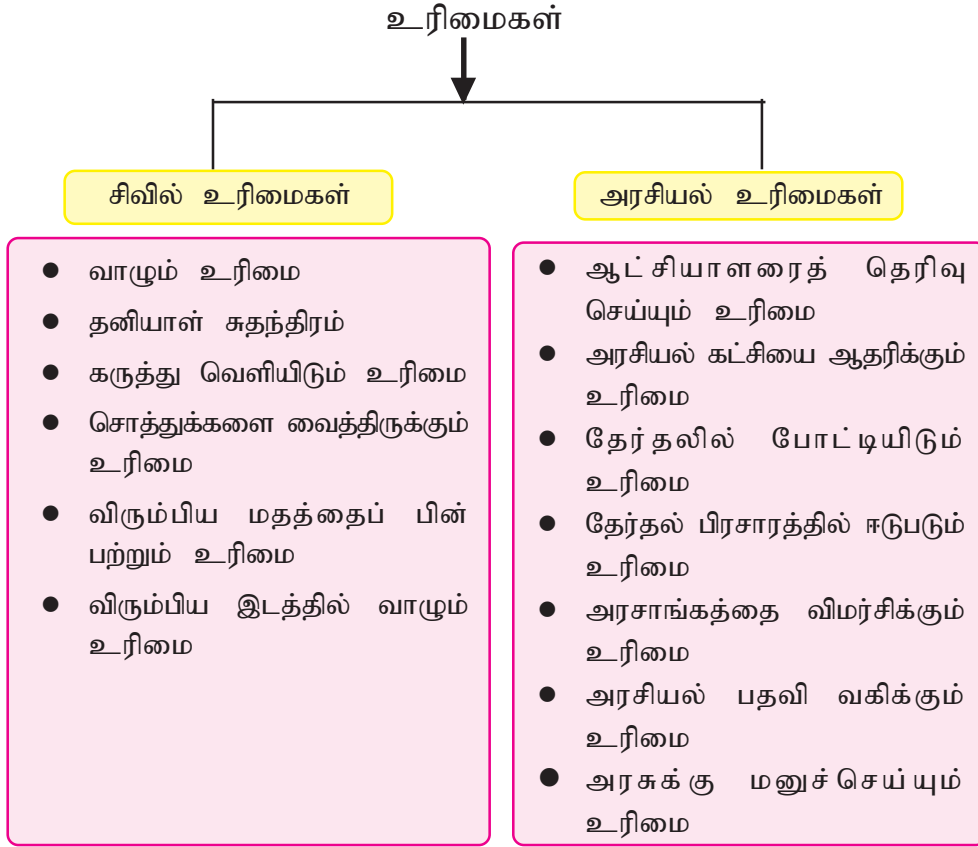 உரிமைகள்
சிவில் உரிமைகள்
● வாழும் உரிமை
● தனியாள் சுதந்திரம்
● கருத்து வெளியிடும் உரிமை
● சொத்துக்களை வைத்திருக்கும்
உரிமை
● விரும்பிய மதத்தைப் பின்
பற்றும் உரிமை
● விரும்பிய இடத்தில் வாழும்
உரிமை
அரசியல் உரிமைகள்
● ஆட்சியாளரைத் தெரிவு
செய்யும் உரிமை
● அரசியல் கட்சியை ஆதரிக்கும்
உரிமை
● தேர்தலில் போட்டியிடும்
உரிமை
● தேர்தல் பிரசாரத்தில் ஈடுபடும்
உரிமை
● அரசாங்கத்தை விமர்சிக்கும்
உரிமை
● அரசியல் பதவி வகிக்கும்
உரிமை
● அரசுக்கு மனுச்செய்யும்
உரிமை